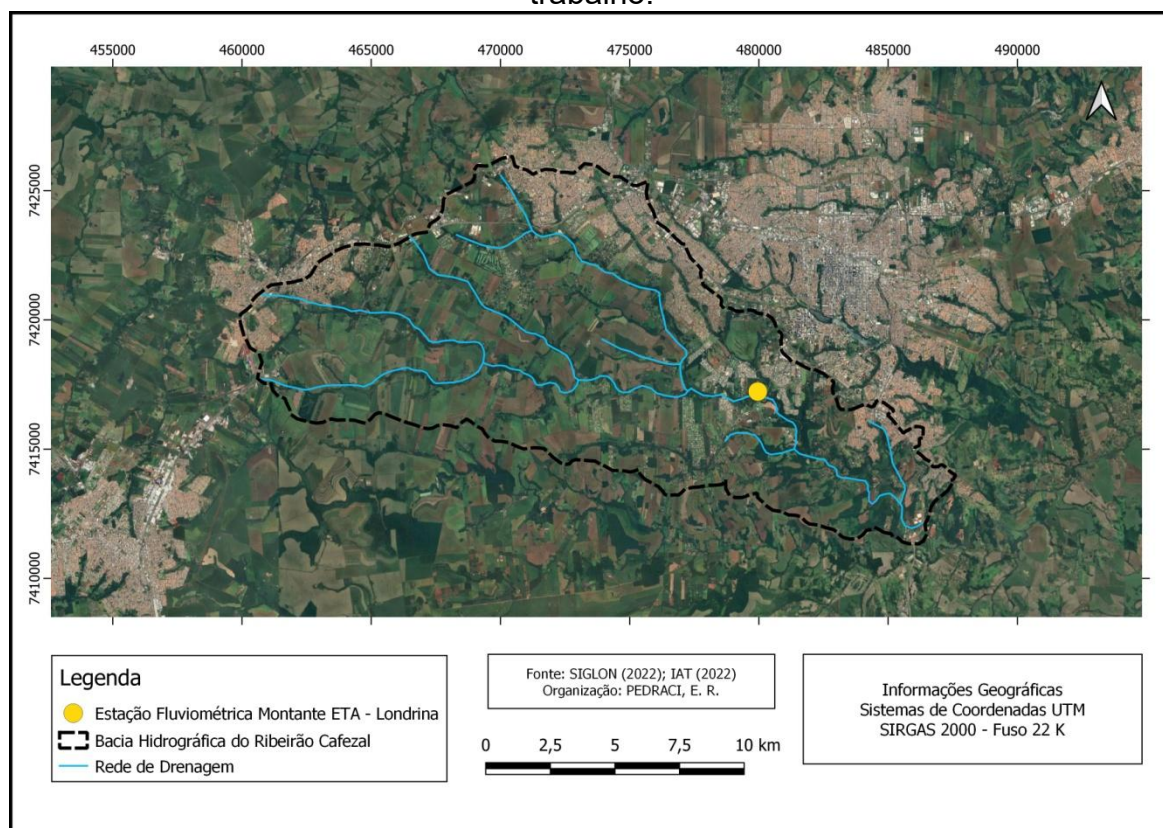 trabalho.
455000 460000 465000 470000 475000 480000 485000 490000
7425000
7420000
7415000
7410000
Legenda
Estação Fluviométrica Montante ETA - Londrina
Bacia Hidrográfica do Ribeirão Cafezal
Rede de Drenagem
Fonte: SIGLON (2022); IAT (2022)
Organização: PEDRACI, E. R.
0 2,5 5 7,5 10 km
Informações Geográficas
Sistemas de Coordenadas UTM
SIRGAS 2000 - Fuso 22 K